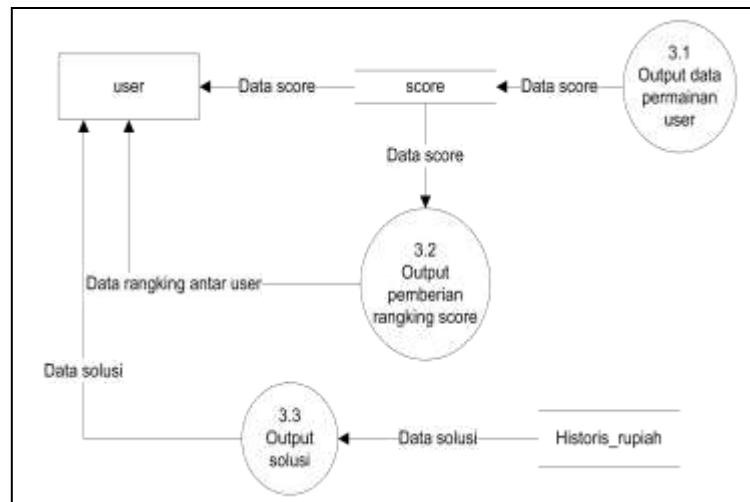 3.1
Output data
permainan
user
user
Data score
score
Data score
Data score
3.2
Output
pemberian
rangking score
Data rangking antar user
Data solusi
3.3
Output
solusi
Data solusi
Historis_rupiah